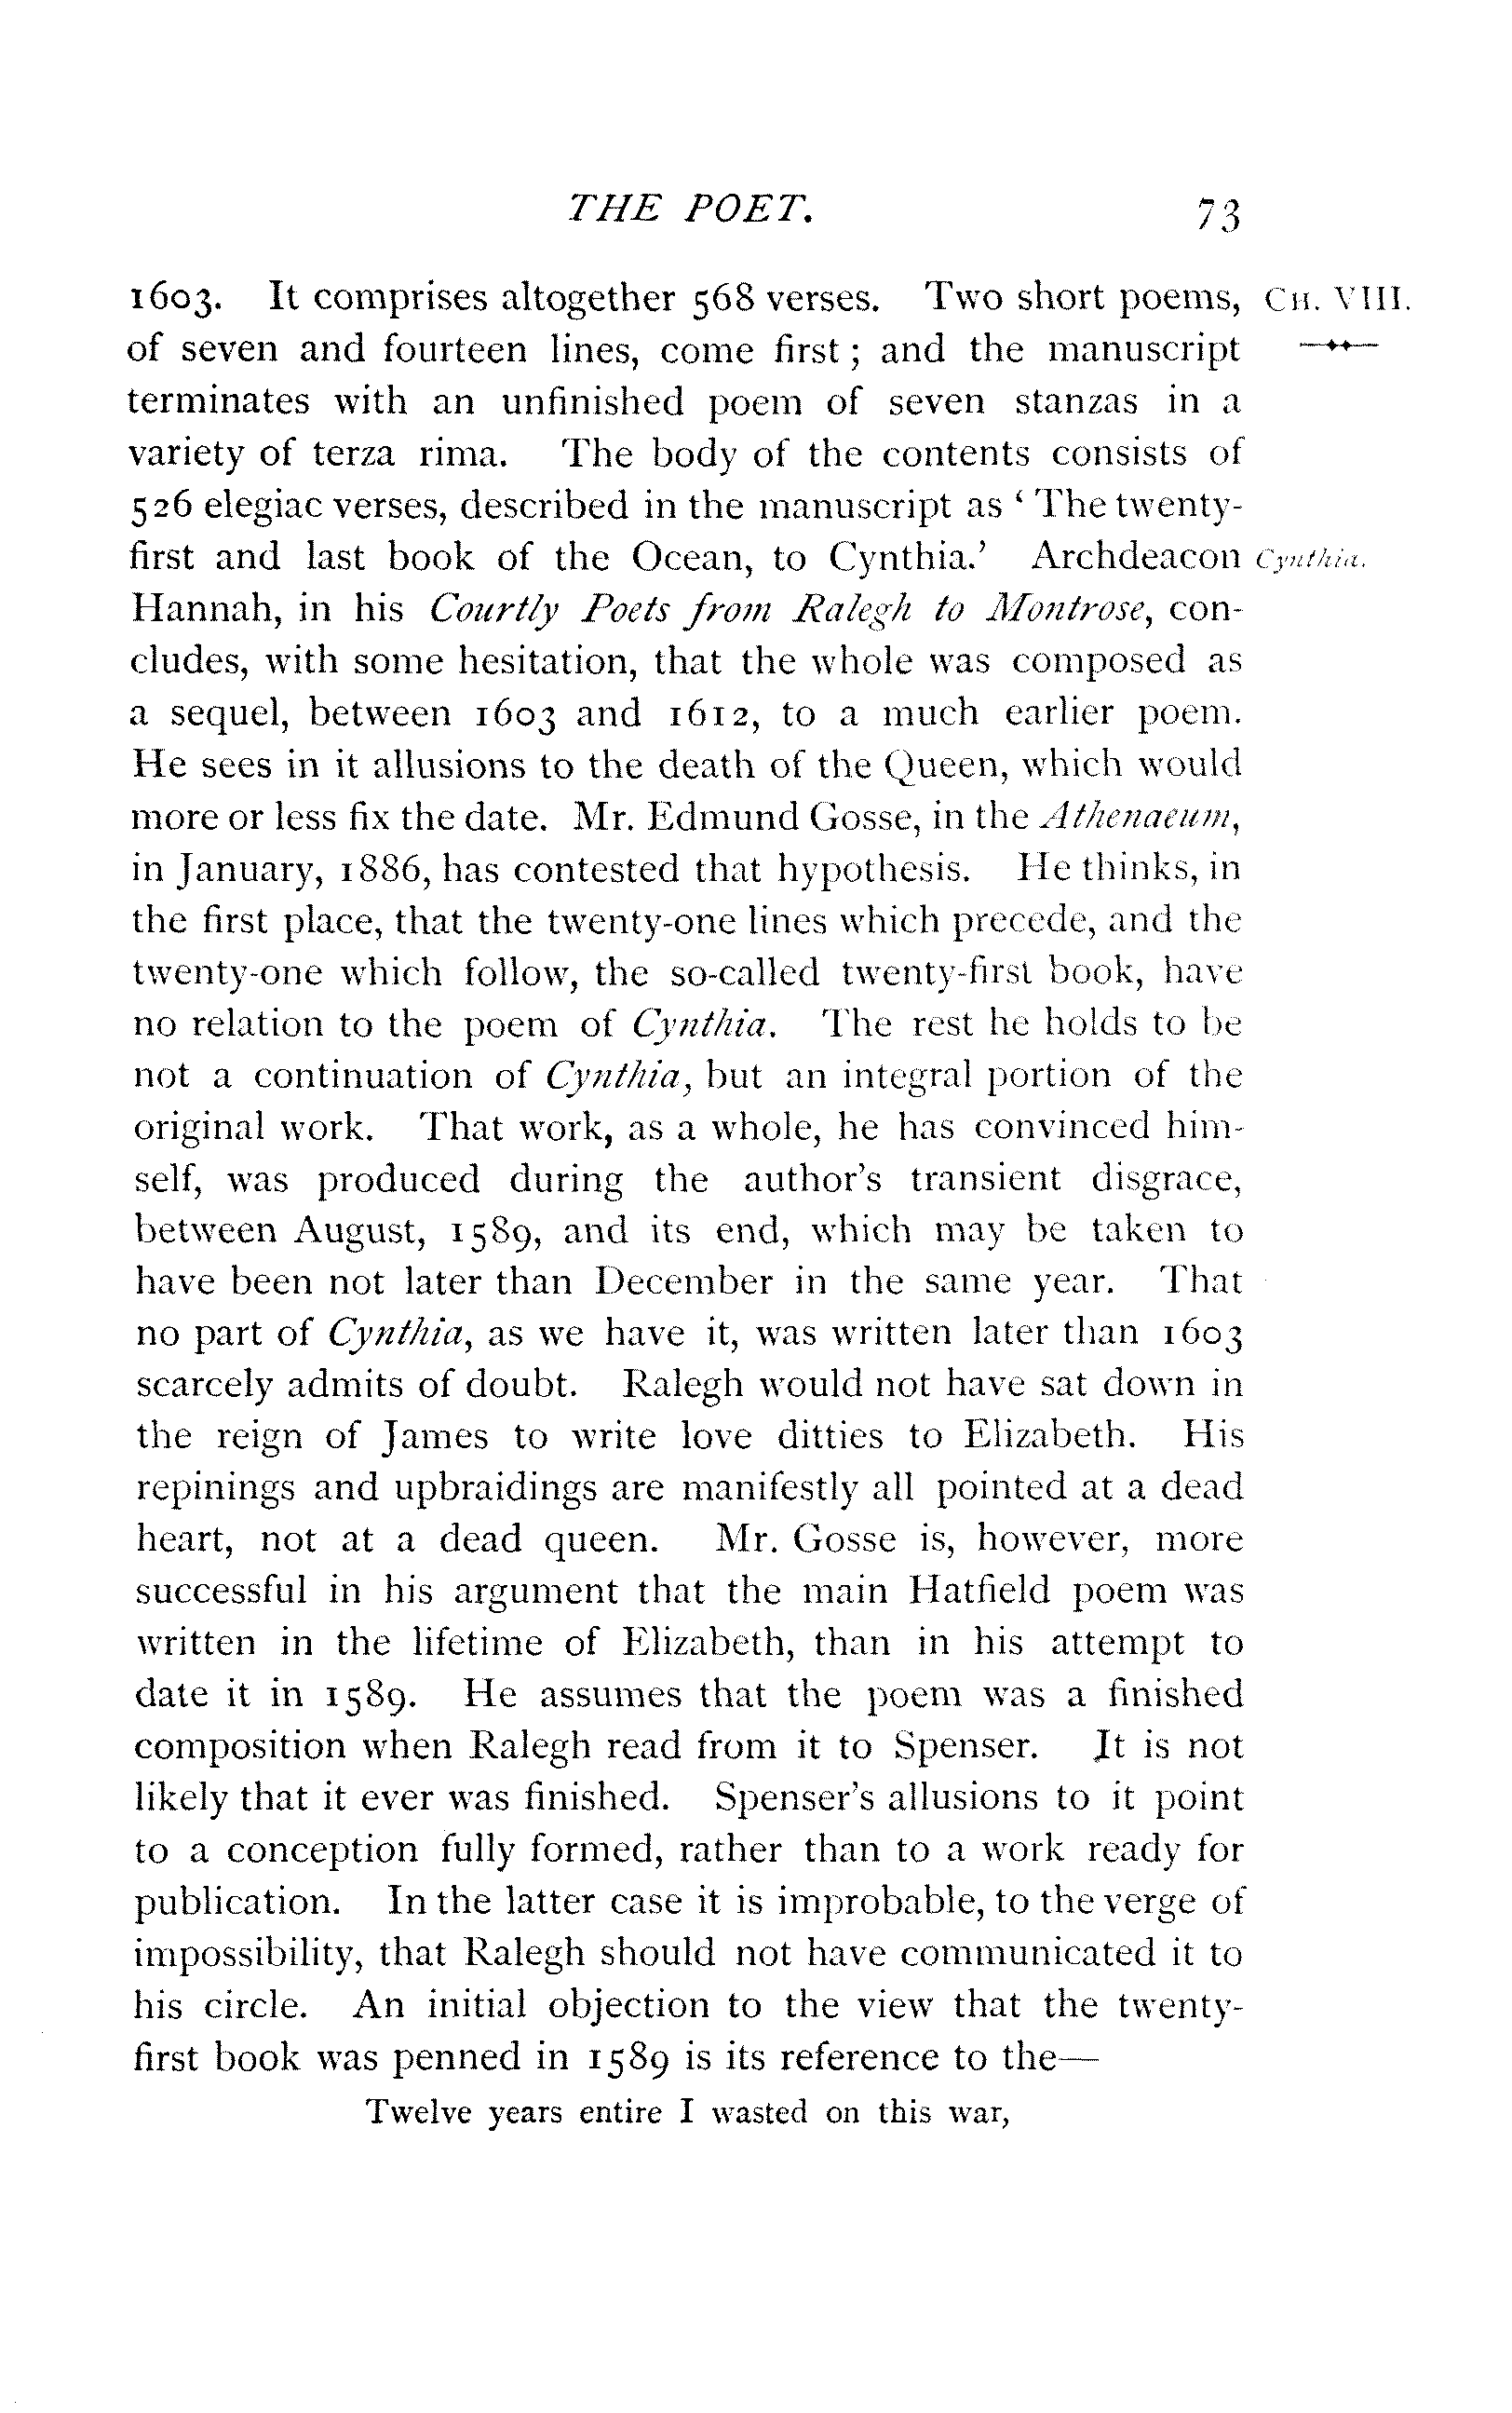 THE POET. 73
1603. It comprises altogether 568 verses. Two short poems, CH. VIII.
of seven and fourteen lines, come first ; and the manuscript
terminates with an unfinished poem of seven stanzas in a
variety of terza rima. The body of the contents consists of
526 elegiac verses, described in the manuscript as ‘ The twenty-
first and last book of the Ocean, to Cynthia.’ Archdeacon Cynthia.
Hannah, in his Courtly Poets from Ralegh to Montrose, con-
cludes, with some hesitation, that the whole was composed as
a sequel, between 1603 and 1612, to a much earlier poem.
He sees in it allusions to the death of the Queen, which would
more or less fix the date. Mr. Edmund Gosse, in the Athenaeum,
in January, 1886, has contested that hypothesis. He thinks, in
the first place, that the twenty-one lines which precede, and the
twenty-one which follow, the so-called twenty-first book, have
no relation to the poem of Cynthia. The rest he holds to be
not a continuation of Cynthia, but an integral portion of the
original work. That work, as a whole, he has convinced him-
self, was produced during the author’s transient disgrace,
between August, 1589, and its end, which may be taken to
have been not later than December in the same year. That
no part of Cynthia, as we have it, was written later than 1603
scarcely admits of doubt. Ralegh would not have sat down in
the reign of James to write love ditties to Elizabeth. His
repinings and upbraidings are manifestly all pointed at a dead
heart, not at a dead queen. Mr. Gosse is, however, more
successful in his argument that the main Hatfield poem was
written in the lifetime of Elizabeth, than in his attempt to
date it in 1589. He assumes that the poem was a finished
composition when Ralegh read from it to Spenser. It is not
likely that it ever was finished. Spenser’s allusions to it point
to a conception fully formed, rather than to a work ready for
publication. In the latter case it is improbable, to the verge of
impossibility, that Ralegh should not have communicated it to
his circle. An initial objection to the view that the twenty-
first book was penned in 1589 is its reference to the—
Twelve years entire I wasted on this war,